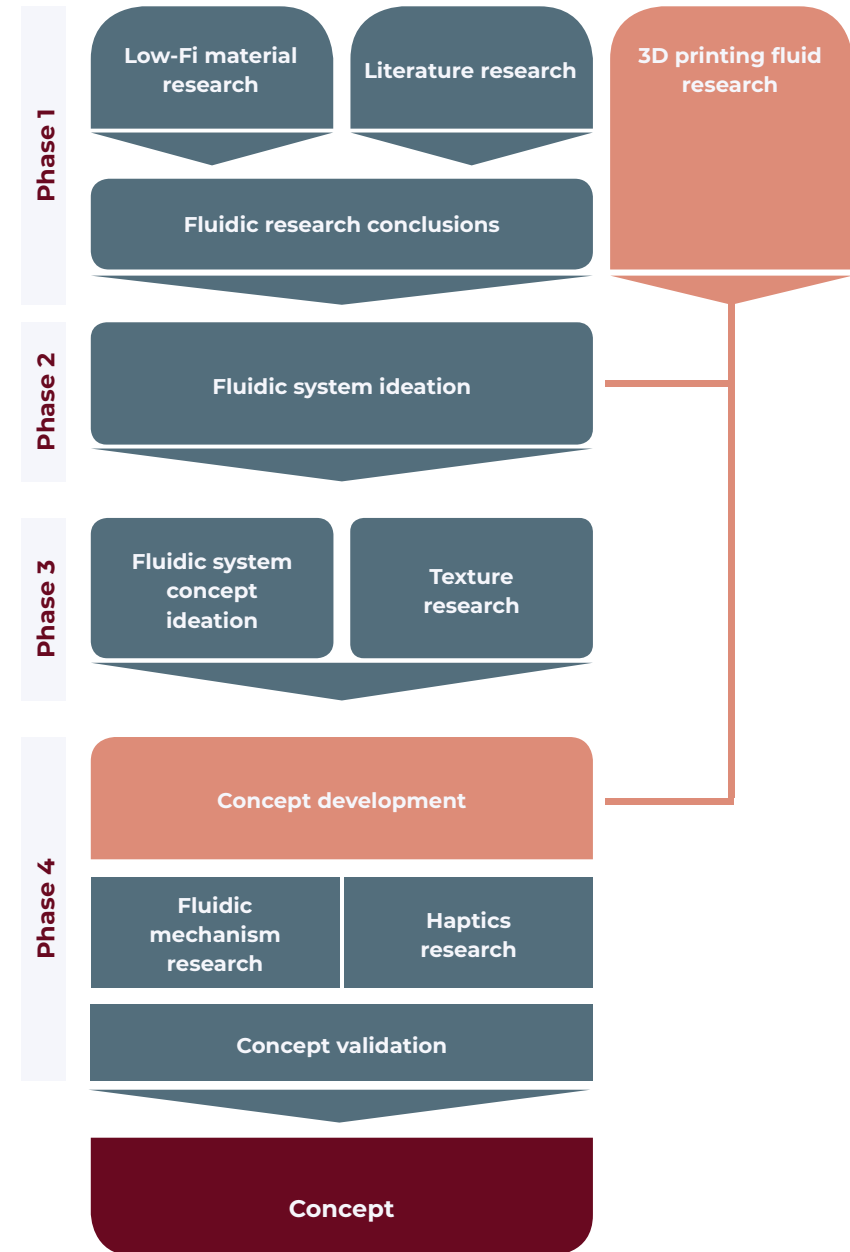 Phase 1
Low-Fi material
research
Literature research
3D printing fluid
research
Fluidic research conclusions
Phase 2
Fluidic system ideation
Phase 3
Fluidic system
concept
ideation
Texture
research
Phase 4
Concept development
Fluidic
mechanism
research
Haptics
research
Concept validation
Concept